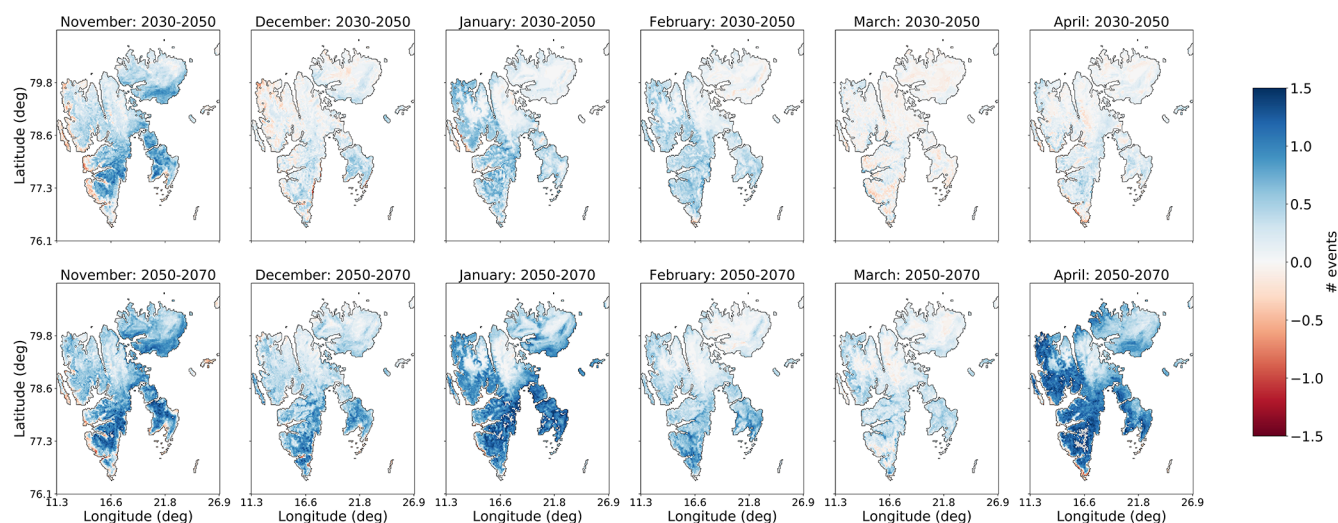 November: 2030-2050
December: 2030-2050
January: 2030-2050
February: 2030-2050
March: 2030-2050
April: 2030-2050
Latitude (deg)
79.8
78.6
77.3
76.1
November: 2050-2070
December: 2050-2070
January: 2050-2070
February: 2050-2070
March: 2050-2070
April: 2050-2070
Latitude (deg)
79.8
78.6
77.3
76.1
11.3 16.6 21.8 26.9
Longitude (deg)
11.3 16.6 21.8 26.9
Longitude (deg)
11.3 16.6 21.8 26.9
Longitude (deg)
11.3 16.6 21.8 26.9
Longitude (deg)
11.3 16.6 21.8 26.9
Longitude (deg)
11.3 16.6 21.8 26.9
Longitude (deg)
1.5
1.0
0.5
0.0
−0.5
−1.0
−1.5
# events